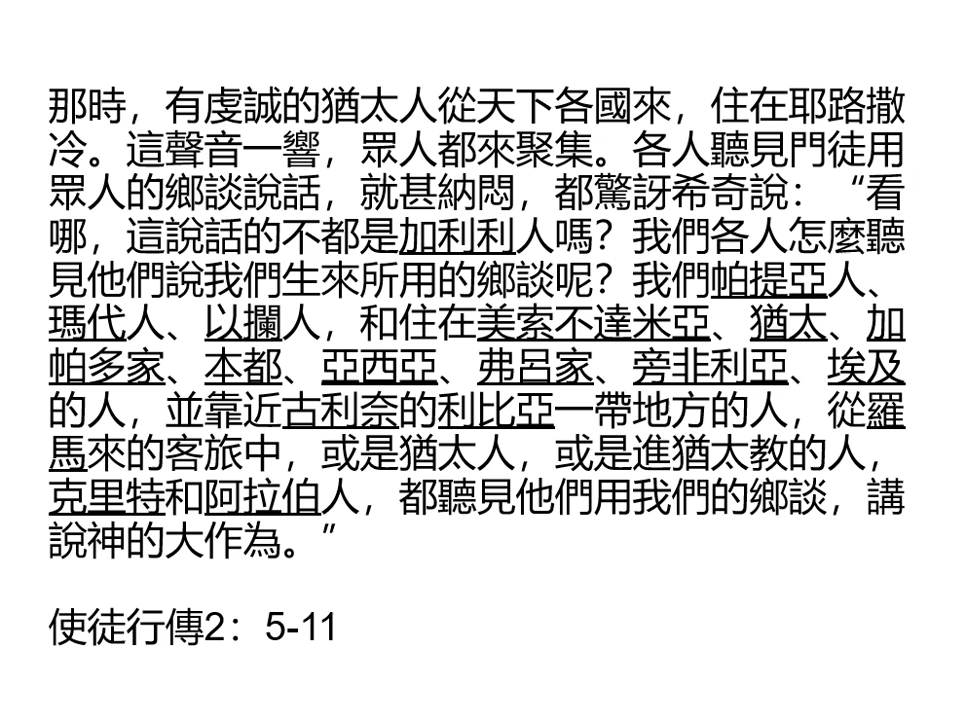 那時，有虔誠的猶太人從天下各國來，住在耶路撒
冷。這聲音一響，眾人都來聚集。各人聽見門徒用
眾人的鄉談說話，就甚納悶，都驚訝希奇說：“看
哪，這說話的不都是加利利人嗎？我們各人怎麼聽
見他們說我們生來所用的鄉談呢？我們帕提亞人、
瑪代人、以攔人，和住在美索不達米亞、猶太、加
帕多家、本都、亞西亞、弗呂家、旁非利亞、埃及
的人，並靠近古利奈的利比亞一帶地方的人，從羅
馬來的客旅中，或是猶太人，或是進猶太教的人，
克里特和阿拉伯人，都聽見他們用我們的鄉談，講
說神的大作為。”
使徒行傳2：5-11